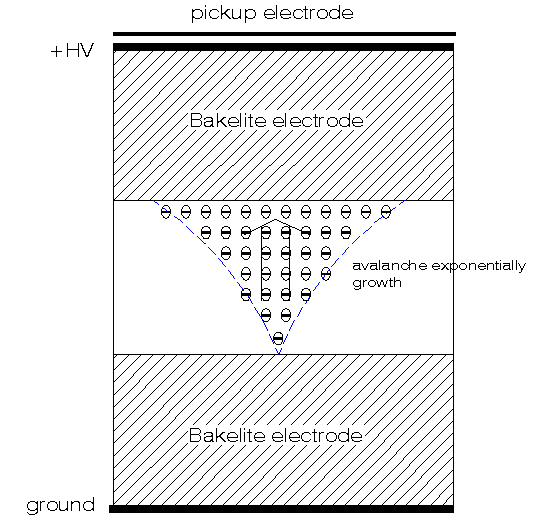 pickup electrode
+HV
Bakelite electrode
avalanche exponentially
growth
Bakelite electrode
ground